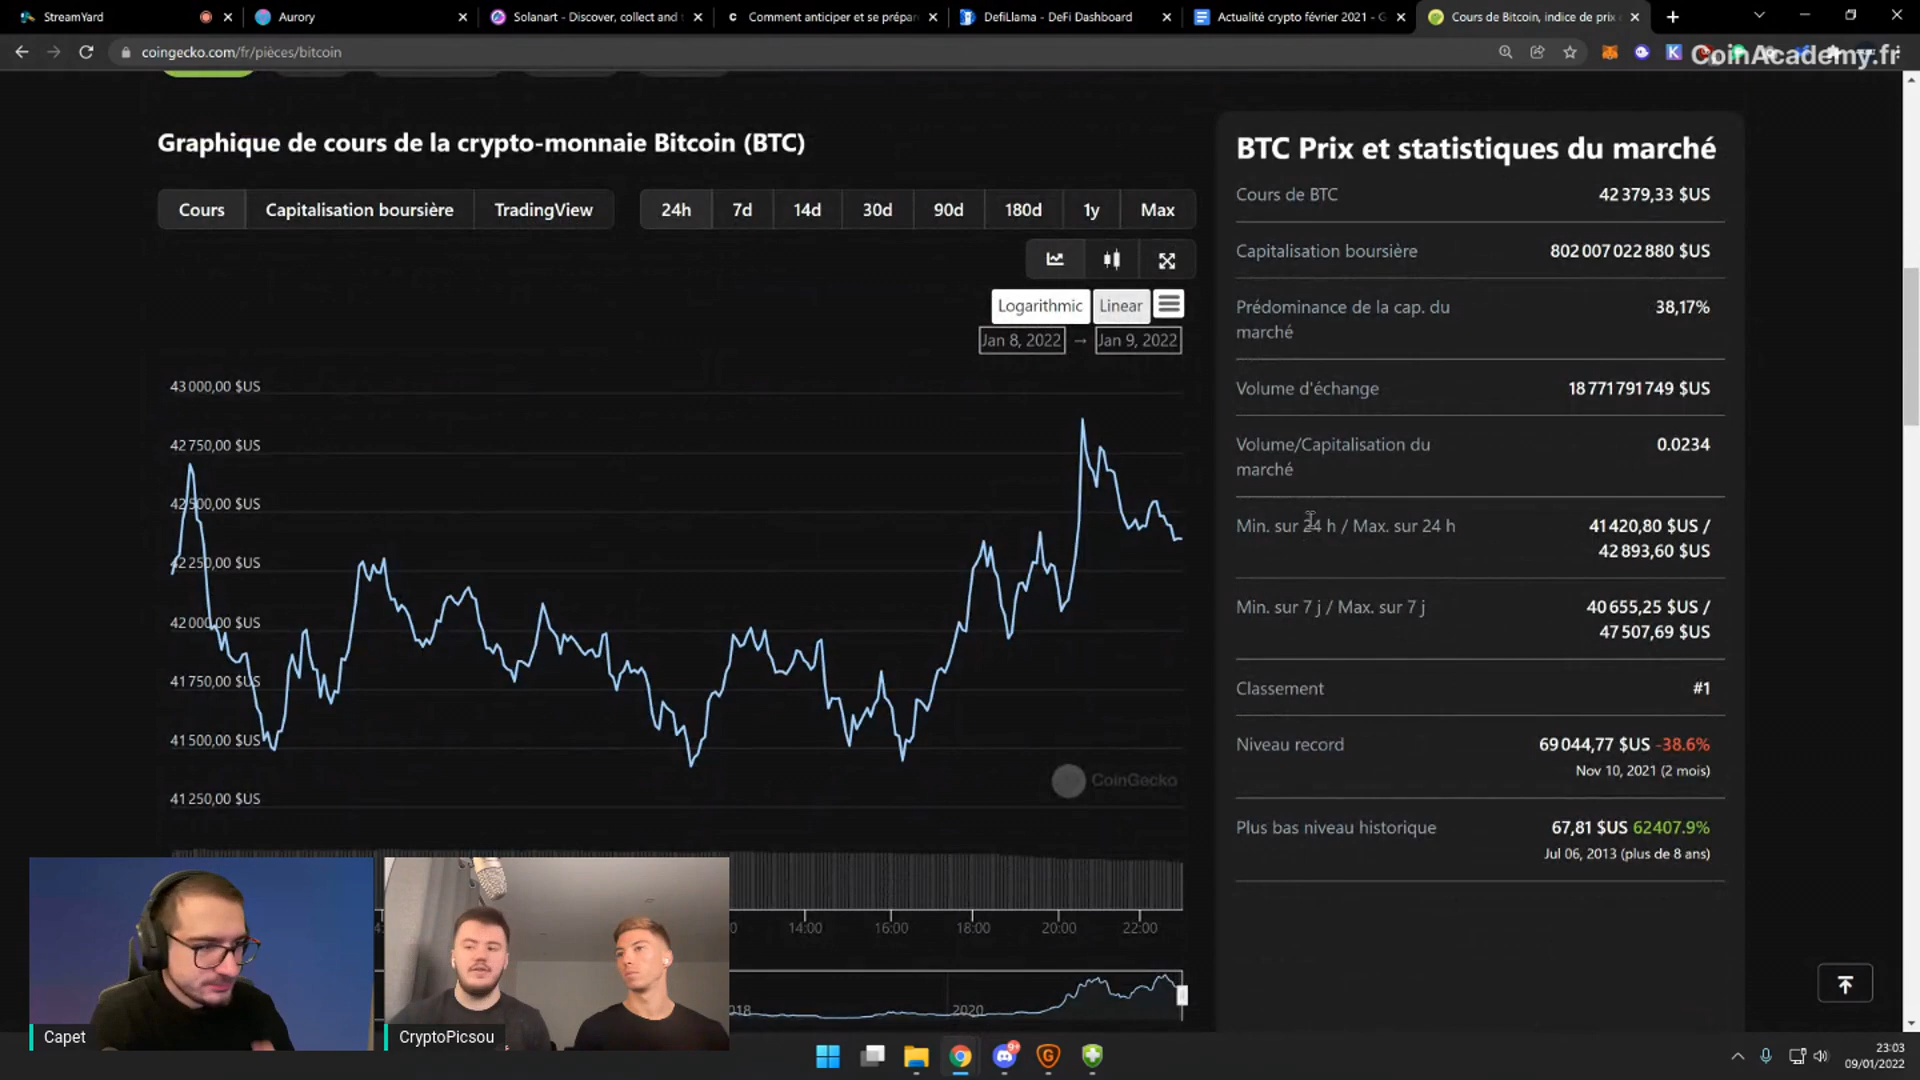 StreamYard
Aurory
Solanart - Discover, collect and
Comment anticiper et se prépar
DefiLlama - DeFi Dashboard
Actualité crypto février 2021 - G
Cours de Bitcoin, indice de prix
coingecko.com/fr/pièces/bitcoin
CoinAcademy.fr
Graphique de cours de la crypto-monnaie Bitcoin (BTC)
Cours
Capitalisation boursière
TradingView
24h
7d
14d
30d
90d
180d
1y
Max
Logarithmic
Linear
Jan 8, 2022 → Jan 9, 2022
43 000,00 $US
42 750,00 $US
42 500,00 $US
42 250,00 $US
42 000,00 $US
41 750,00 $US
41 500,00 $US
41 250,00 $US
CoinGecko
14:00
16:00
18:00
20:00
22:00
2020
BTC Prix et statistiques du marché
Cours de BTC
42 379,33 $US
Capitalisation boursière
802 007 022 880 $US
Prédominance de la cap. du
marché
38,17%
Volume d'échange
18 771 791 749 $US
Volume/Capitalisation du
marché
0.0234
Min. sur 24 h / Max. sur 24 h
41 420,80 $US /
42 893,60 $US
Min. sur 7 j / Max. sur 7 j
40 655,25 $US /
47 507,69 $US
Classement
#1
Niveau record
69 044,77 $US -38.6%
Nov 10, 2021 (2 mois)
Plus bas niveau historique
67,81 $US 62407.9%
Jul 06, 2013 (plus de 8 ans)
Capet
CryptoPicsou
9+
23:03
09/01/2022